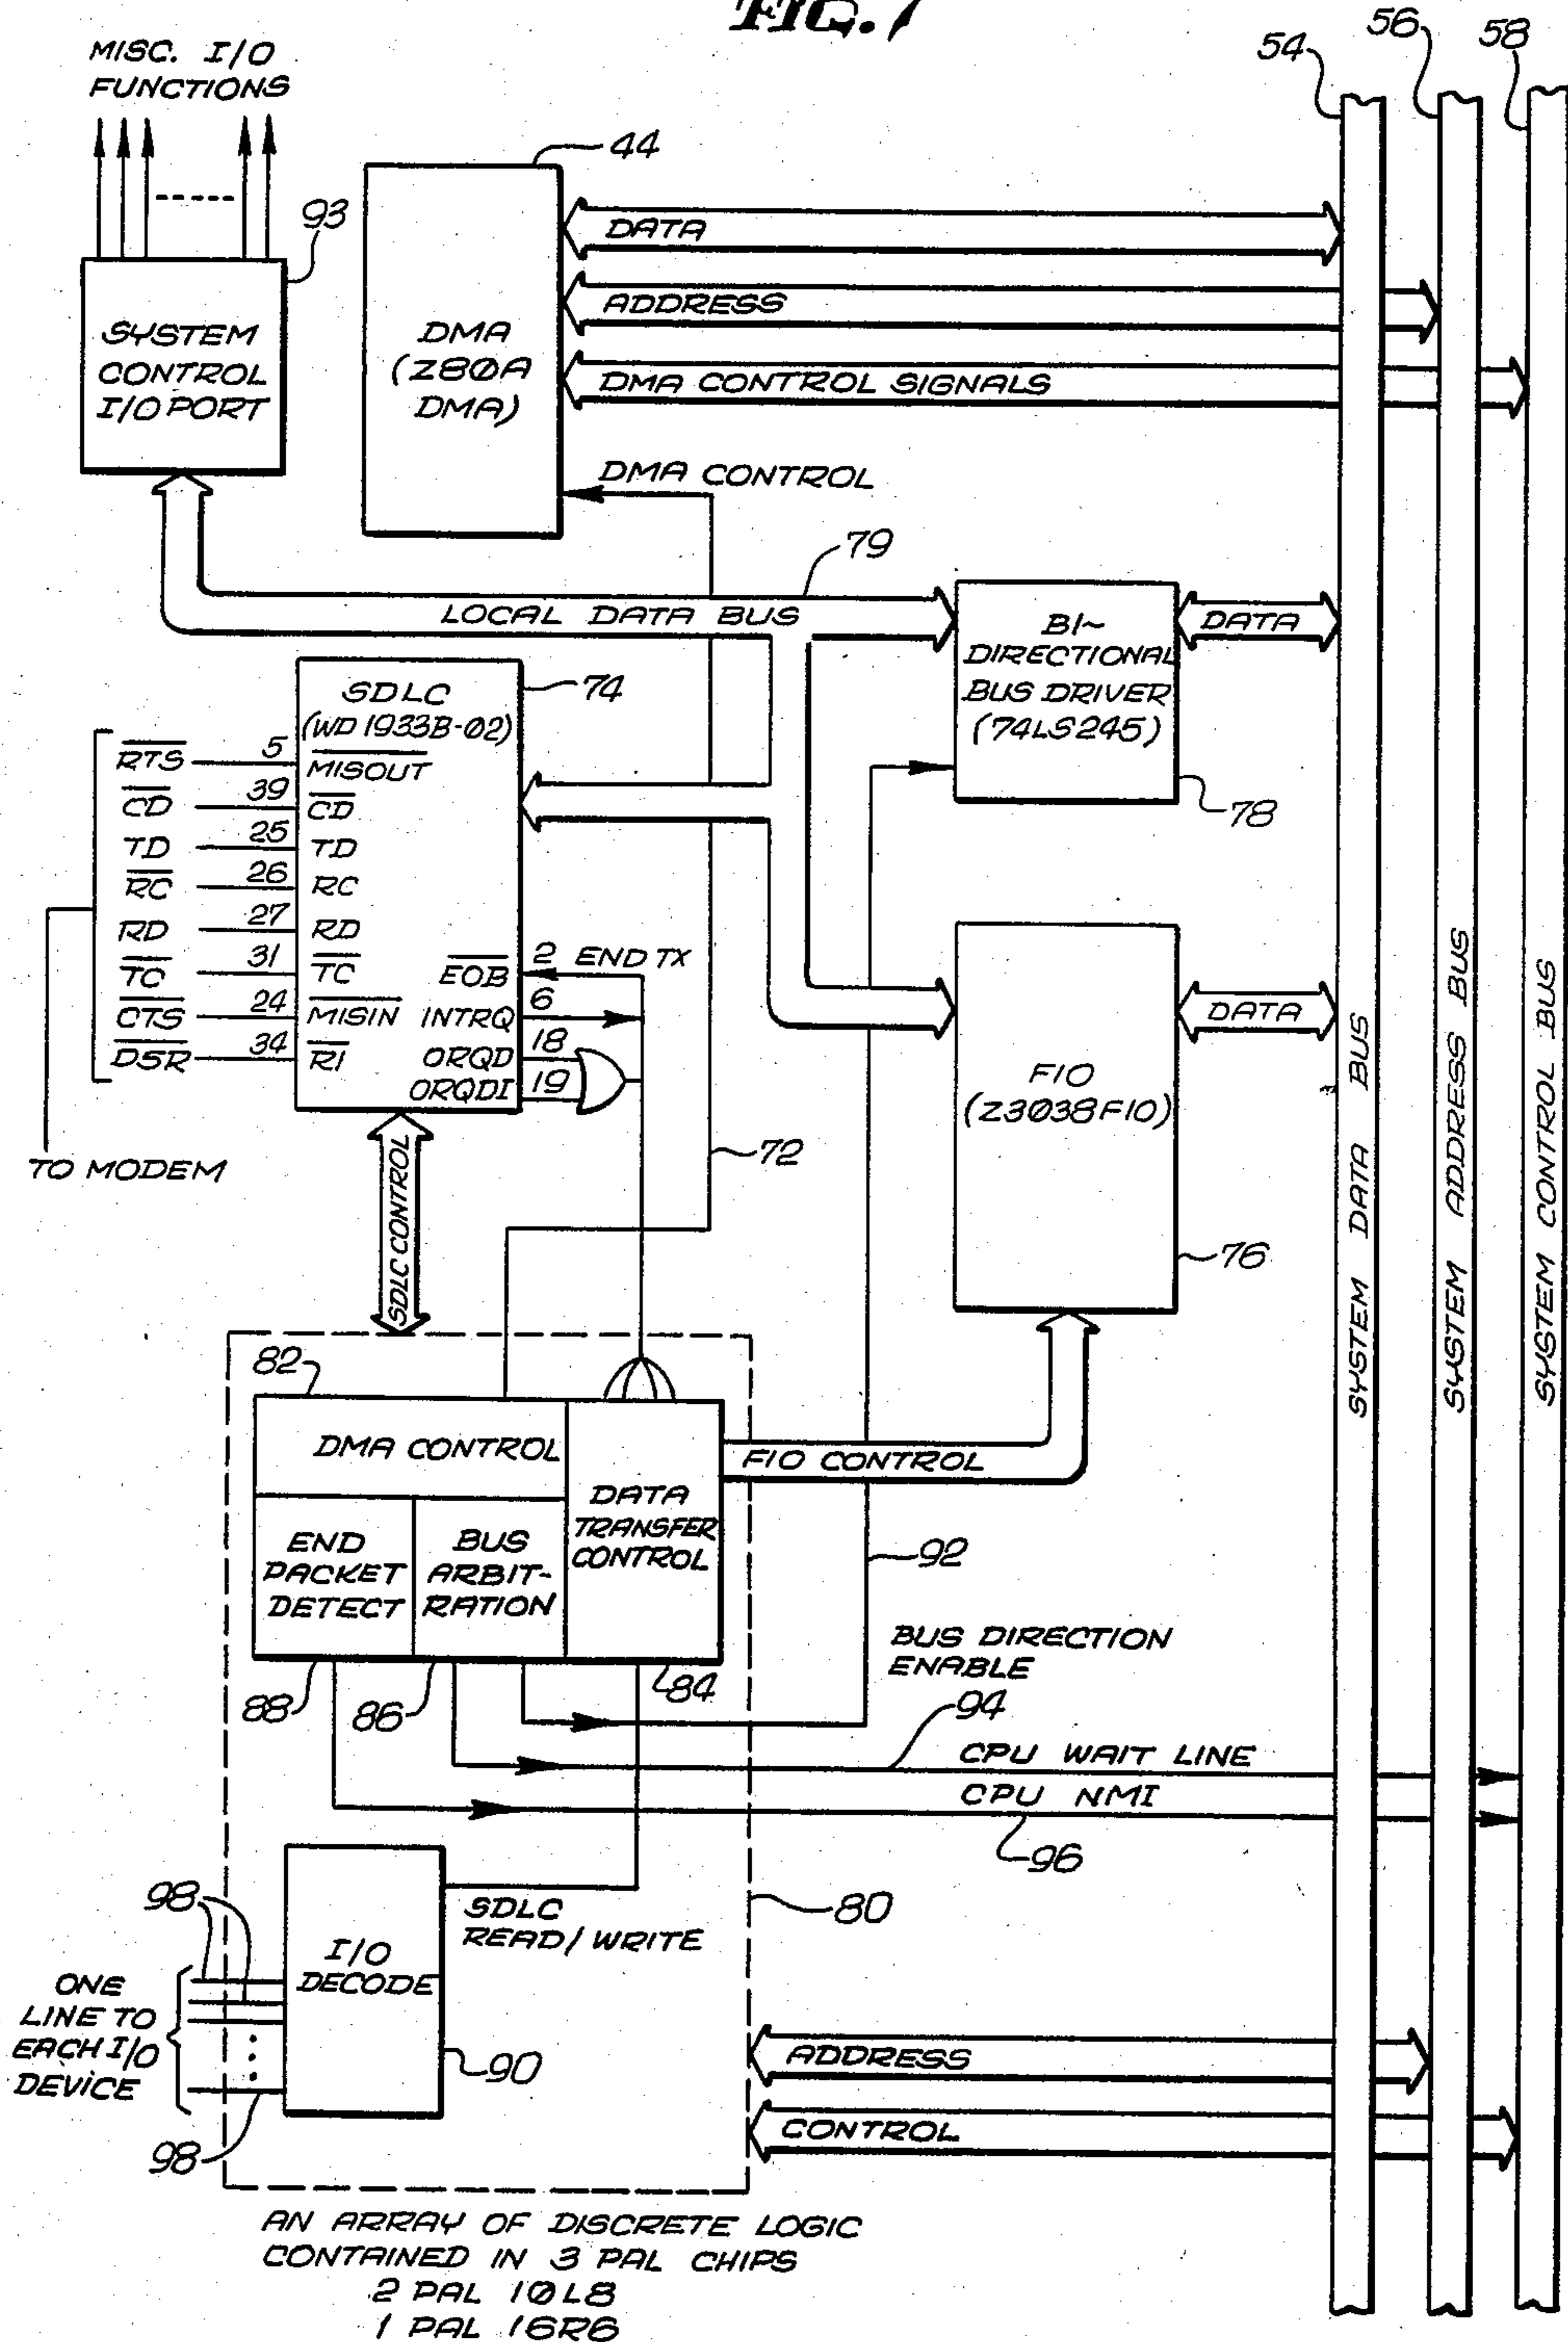 FIG. 7
MISC. I/O
FUNCTIONS
54
56
58
44
93
DATA
ADDRESS
DMA CONTROL SIGNALS
SYSTEM
CONTROL
I/O PORT
DMA
(Z80A
DMA)
DMA CONTROL
79
LOCAL DATA BUS
BI-
DIRECTIONAL
BUS DRIVER
(74LS245)
DATA
78
SDLC
(WD 1933B-02)
74
RTS 5 MISOUT
CD 39 CD
TD 25 TD
RC 26 RC
RD 27 RD
TC 31 TC
CTS 24 MISIN
DSR 34 RI
EOB 2 END TX
INTRQ 6
ORQD 18
ORQDI 19
TO MODEM
SDLC CONTROL
72
FIO
(Z3038FIO)
DATA
76
SYSTEM DATA BUS
SYSTEM ADDRESS BUS
SYSTEM CONTROL BUS
82
DMA CONTROL
END
PACKET
DETECT
BUS
ARBIT-
RATION
DATA
TRANSFER
CONTROL
FIO CONTROL
92
BUS DIRECTION
ENABLE
88
86
84
94
CPU WAIT LINE
CPU NMI
96
98
SDLC
READ/WRITE
80
I/O
DECODE
ONE
LINE TO
EACH I/O
DEVICE
90
98
ADDRESS
CONTROL
AN ARRAY OF DISCRETE LOGIC
CONTAINED IN 3 PAL CHIPS
2 PAL 10L8
1 PAL 16R6